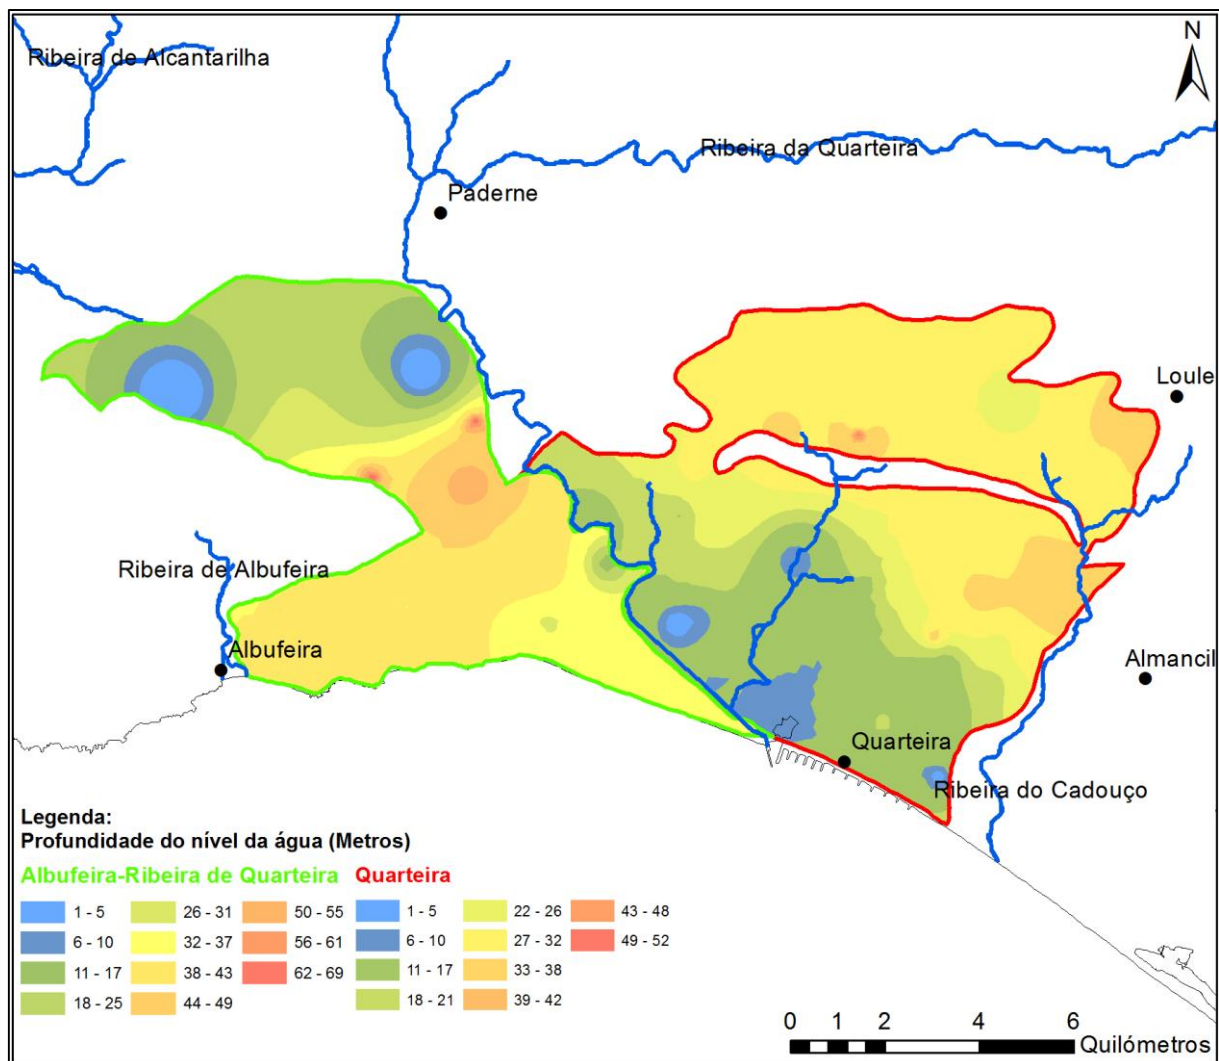 N
Ribeira de Alcantarilha
Ribeira da Quarteira
Paderne
Loule
Ribeira de Albufeira
Albufeira
Almancil
Quarteira
Ribeira do Cadouço
Legenda:
Profundidade do nível da água (Metros)
Albufeira-Ribeira de Quarteira Quarteira
1 - 5 26 - 31 50 - 55 1 - 5 22 - 26 43 - 48
6 - 10 32 - 37 56 - 61 6 - 10 27 - 32 49 - 52
11 - 17 38 - 43 62 - 69 11 - 17 33 - 38
18 - 25 44 - 49 18 - 21 39 - 42
0 1 2 4 6
Quilómetros